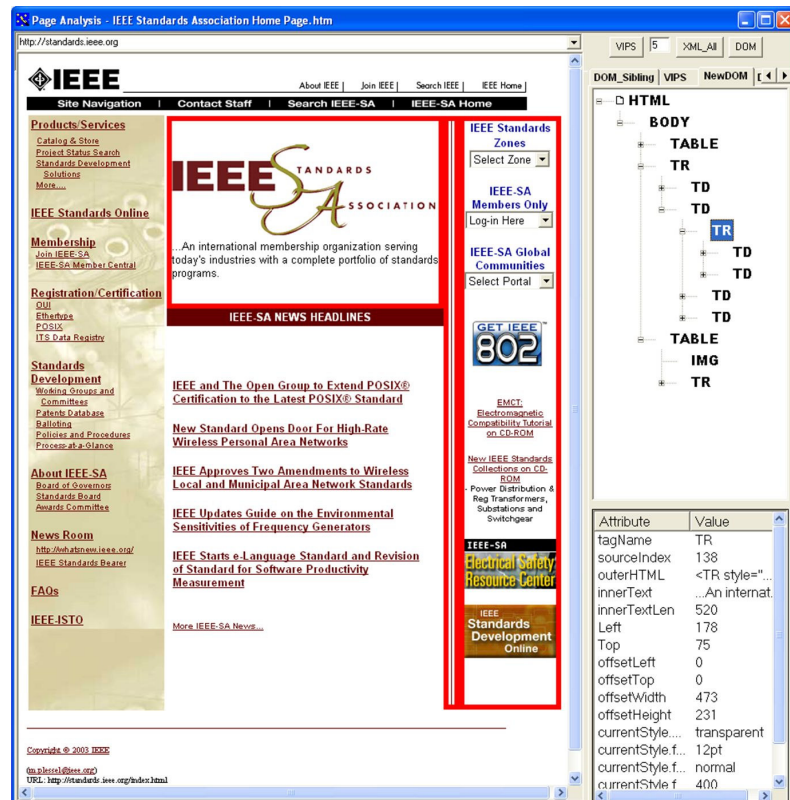 Page Analysis - IEEE Standards Association Home Page.htm
http://standards.ieee.org
VIPS
5
XML_All
DOM
IEEE
About IEEE | Join IEEE | Search IEEE | IEEE Home |
Site Navigation | Contact Staff | Search IEEE-SA | IEEE-SA Home
Products/Services
Catalog & Store
Project Status Search
Standards Development
Solutions
More....
IEEE Standards Online
Membership
Join IEEE-SA
IEEE-SA Member Central
Registration/Certification
OUI
Ethertype
POSIX
ITS Data Registry
Standards
Development
Working Groups and
Committees
Patents Database
Balloting
Policies and Procedures
Process-at-a-Glance
About IEEE-SA
Board of Governors
Standards Board
Awards Committee
News Room
http://whatsnew.ieee.org/
IEEE Standards Bearer
FAQs
IEEE-ISTO
IEEE STANDARDS ASSOCIATION
...An international membership organization serving
today's industries with a complete portfolio of standards
programs.
IEEE-SA NEWS HEADLINES
IEEE and The Open Group to Extend POSIX®
Certification to the Latest POSIX® Standard
New Standard Opens Door For High-Rate
Wireless Personal Area Networks
IEEE Approves Two Amendments to Wireless
Local and Municipal Area Network Standards
IEEE Updates Guide on the Environmental
Sensitivities of Frequency Generators
IEEE Starts e-Language Standard and Revision
of Standard for Software Productivity
Measurement
More IEEE-SA News...
IEEE Standards
Zones
Select Zone
IEEE-SA
Members Only
Log-in Here
IEEE-SA Global
Communities
Select Portal
GET IEEE
802
EMCT:
Electromagnetic
Compatibility Tutorial
on CD-ROM
New IEEE Standards
Collections on CD-
ROM
- Power Distribution &
Reg Transformers,
Substations and
Switchgear
IEEE-SA
Electrical Safety
Resource Center
IEEE
Standards
Development
Online
Copyright © 2003 IEEE
(m.plessel@ieee.org)
URL: http://standards.ieee.org/index.html
DOM_Sibling
VIPS
NewDOM
HTML
BODY
TABLE
TR
TD
TD
TR
TD
TD
TD
TD
TABLE
IMG
TR
Attribute Value
tagName TR
sourceIndex 138
outerHTML <TR style="...
innerText ...An internat.
innerTextLen 520
Left 178
Top 75
offsetLeft 0
offsetTop 0
offsetWidth 473
offsetHeight 231
currentStyle.... transparent
currentStyle.f... 12pt
currentStyle.f... normal
currentStyle.f 400